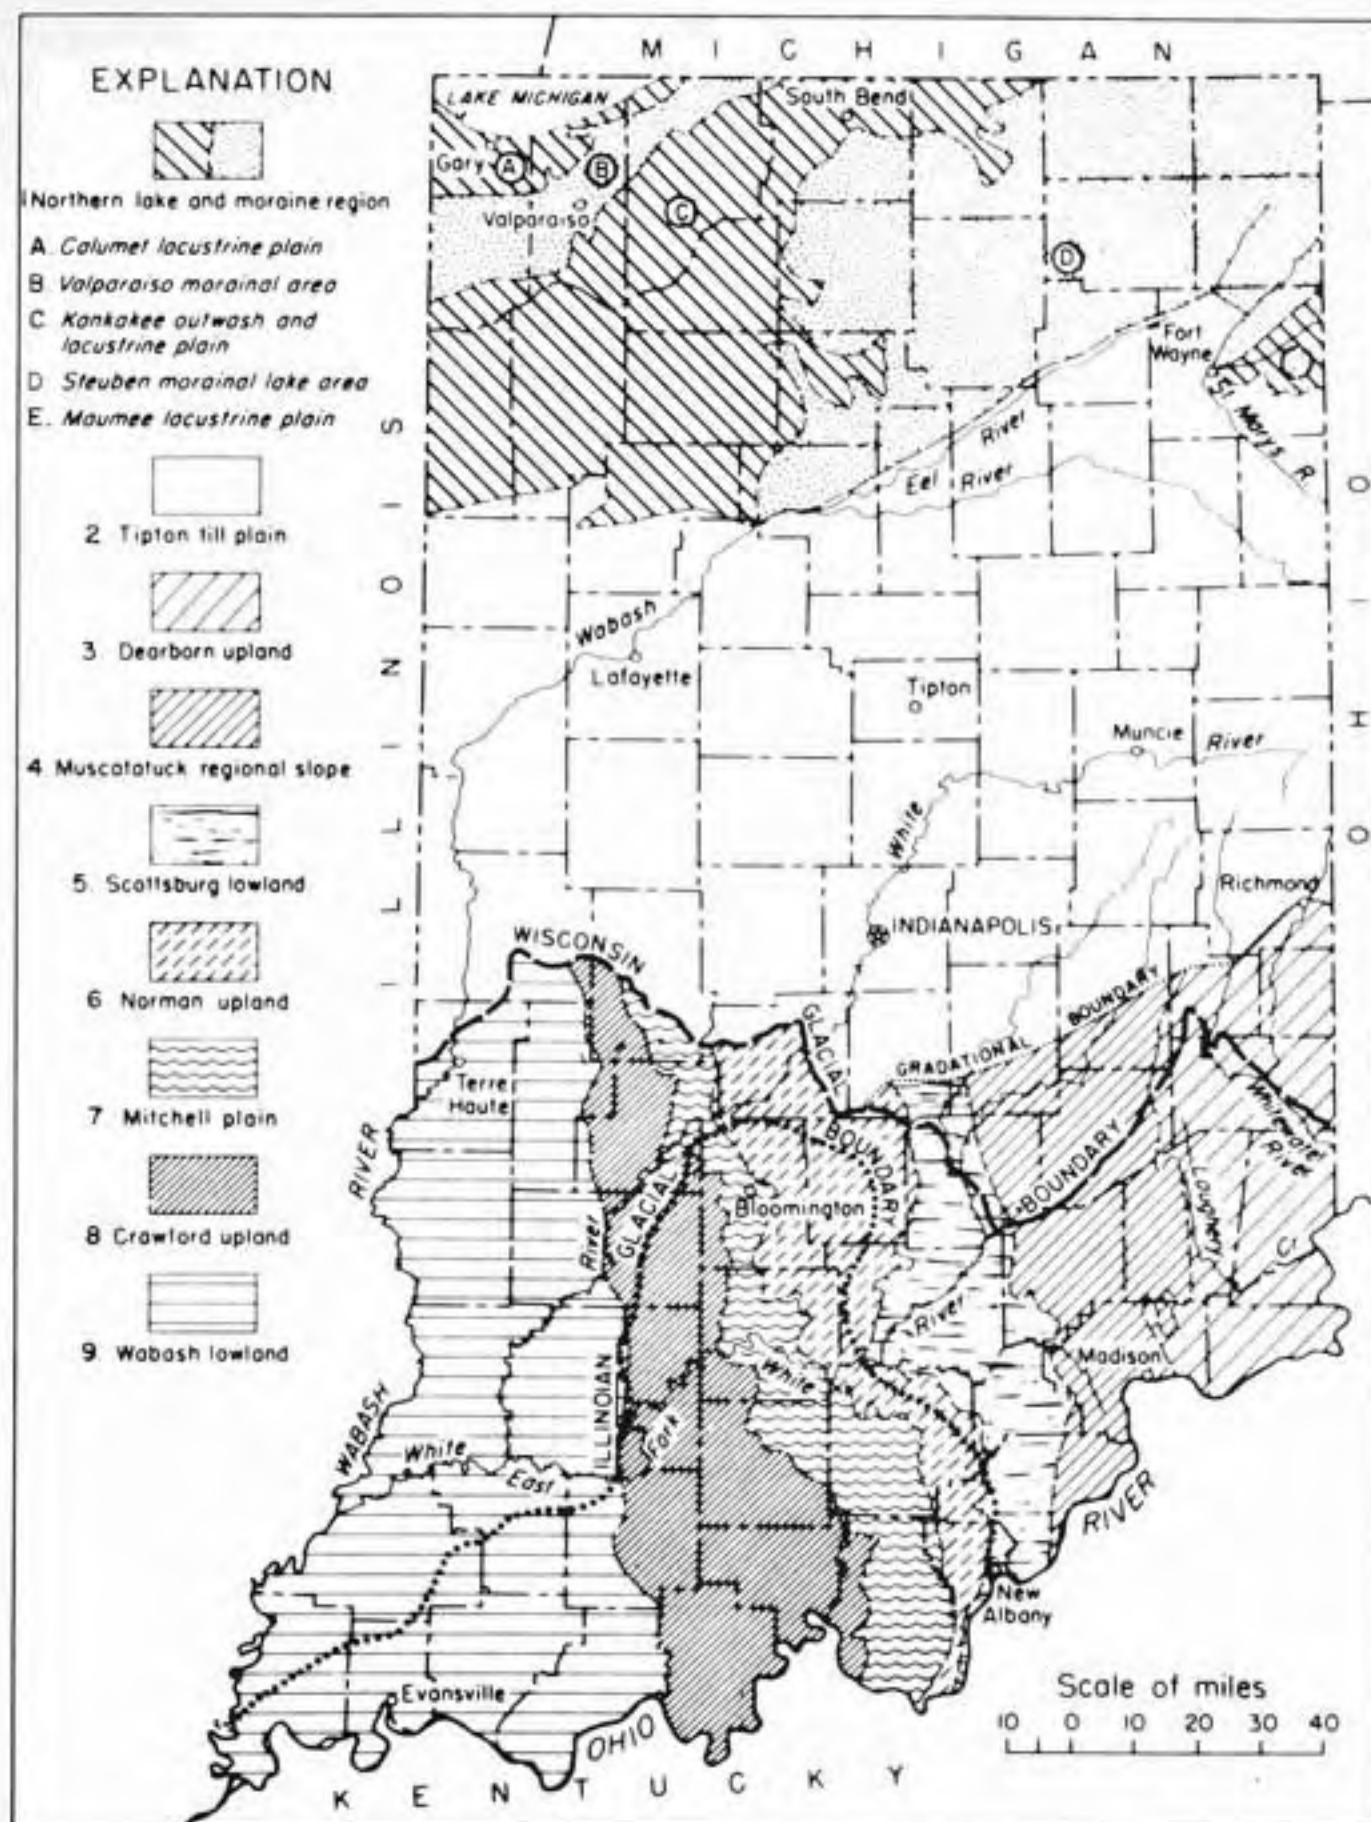 EXPLANATION
1 Northern lake and moraine region
A. Calumet lacustrine plain
B Valparaiso morainal area
C Kankakee outwash and
lacustrine plain
D Steuben morainal lake area
E. Maumee lacustrine plain
2 Tipton till plain
3. Dearborn upland
4. Muscatatuck regional slope
5. Scottsburg lowland
6 Norman upland
7 Mitchell plain
8 Crawford upland
9. Wabash lowland
MICHIGAN
LAKE MICHIGAN
South Bend
Gary
A
B
C
D
Valparaiso
Fort
Wayne
St Marys R.
Eel River
River
ILLINOIS
OHIO
Wabash
Lafayette
Tipton
Muncie
River
White
Richmond
INDIANAPOLIS
WISCONSIN
GLACIAL
BOUNDARY
GRADATIONAL
BOUNDARY
Terre
Haute
Whitewater
River
Laughery
Cr
BOUNDARY
Bloomington
GLACIAL
River
RIVER
River
Madison
White
ILLINOIAN
Fork
WABASH
White
East
RIVER
New
Albany
Evansville
OHIO
KENTUCKY
Scale of miles
10 0 10 20 30 40